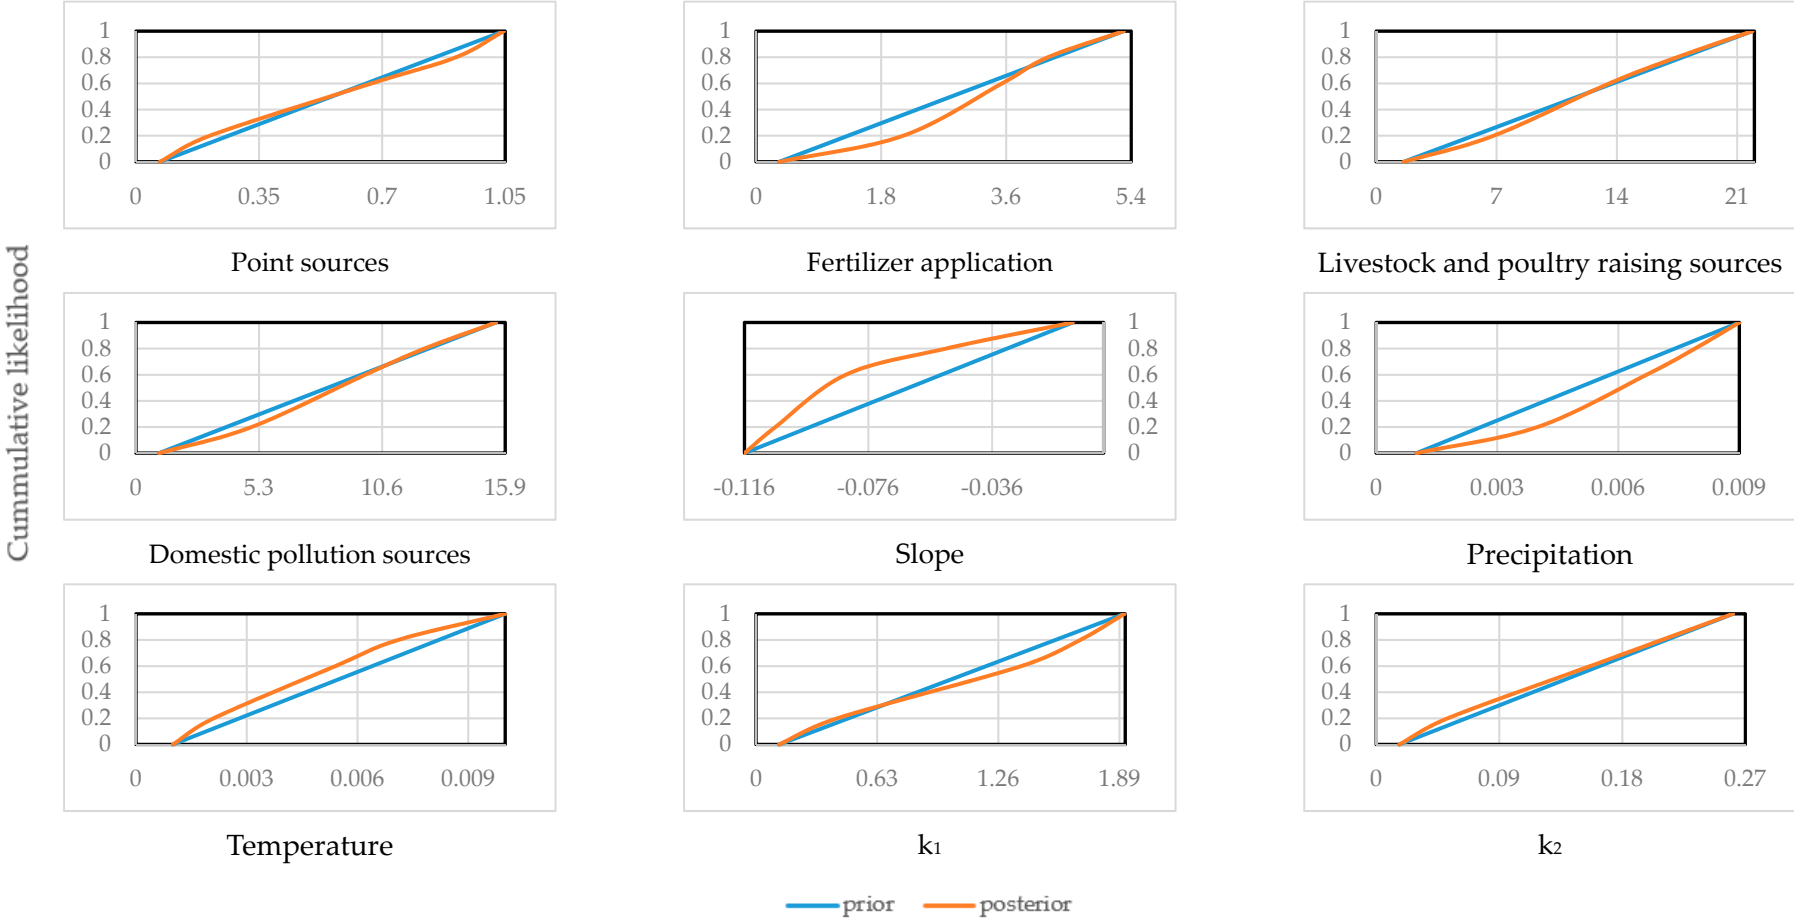 Cummulative likelihood
1
0.8
0.6
0.4
0.2
0
0 0.35 0.7 1.05
Point sources
1
0.8
0.6
0.4
0.2
0
0 1.8 3.6 5.4
Fertilizer application
1
0.8
0.6
0.4
0.2
0
0 7 14 21
Livestock and poultry raising sources
1
0.8
0.6
0.4
0.2
0
0 5.3 10.6 15.9
Domestic pollution sources
1
0.8
0.6
0.4
0.2
0
-0.116 -0.076 -0.036
Slope
1
0.8
0.6
0.4
0.2
0
0 0.003 0.006 0.009
Precipitation
1
0.8
0.6
0.4
0.2
0
0 0.003 0.006 0.009
Temperature
1
0.8
0.6
0.4
0.2
0
0 0.63 1.26 1.89
k1
1
0.8
0.6
0.4
0.2
0
0 0.09 0.18 0.27
k2
prior posterior